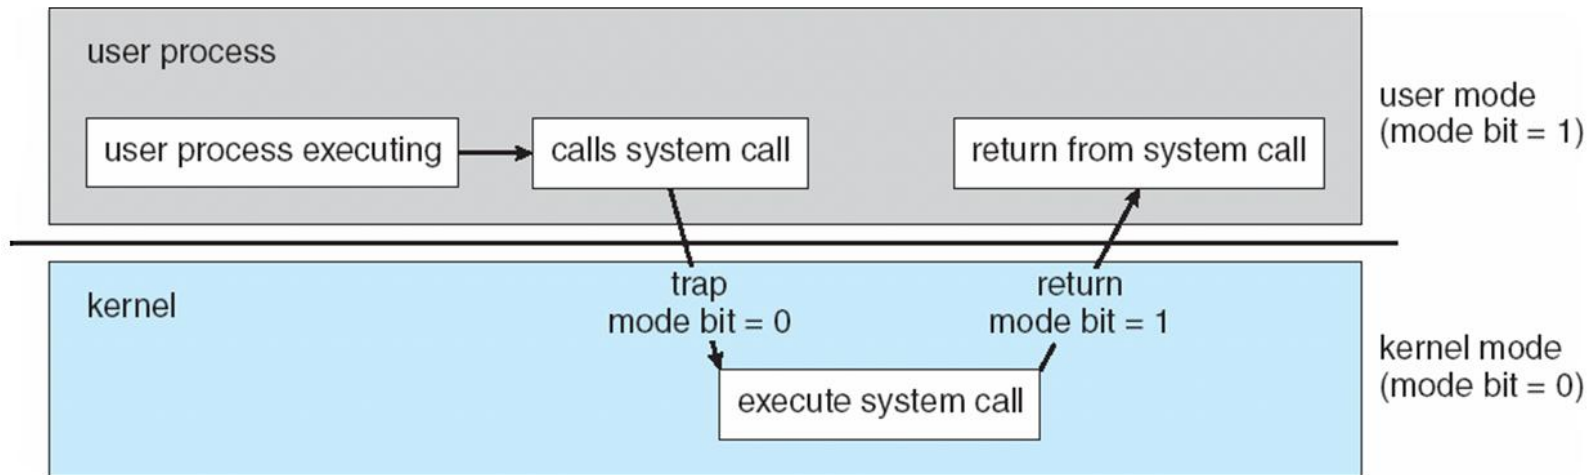 user process
user process executing
calls system call
return from system call
user mode
(mode bit = 1)
kernel
trap
mode bit = 0
return
mode bit = 1
execute system call
kernel mode
(mode bit = 0)